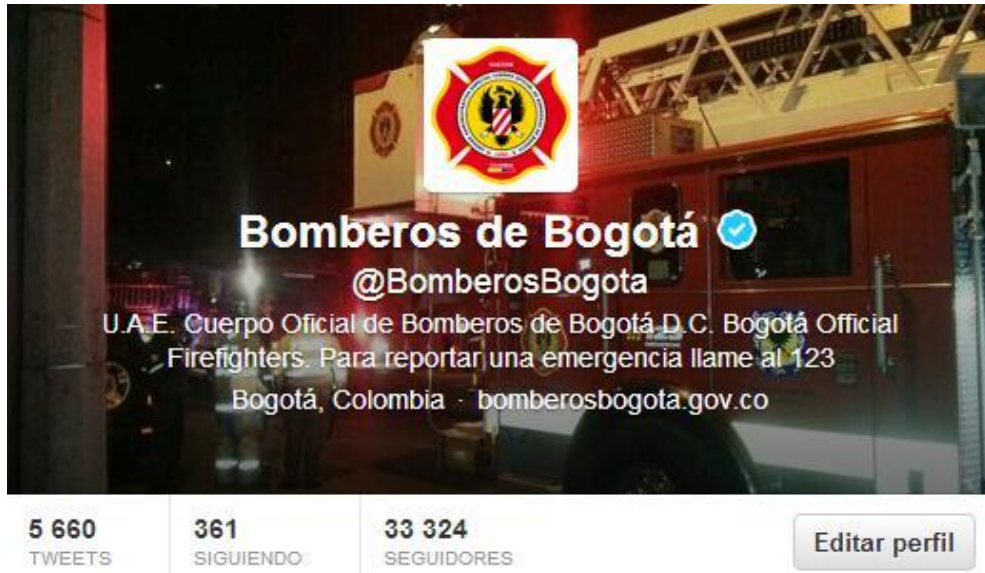 Bomberos de Bogotá
@BomberosBogota
U.A.E. Cuerpo Oficial de Bomberos de Bogotá D.C. Bogotá Official
Firefighters. Para reportar una emergencia llame al 123
Bogotá, Colombia · bomberosbogota.gov.co
5 660
TWEETS
361
SIGUIENDO
33 324
SEGUIDORES
Editar perfil